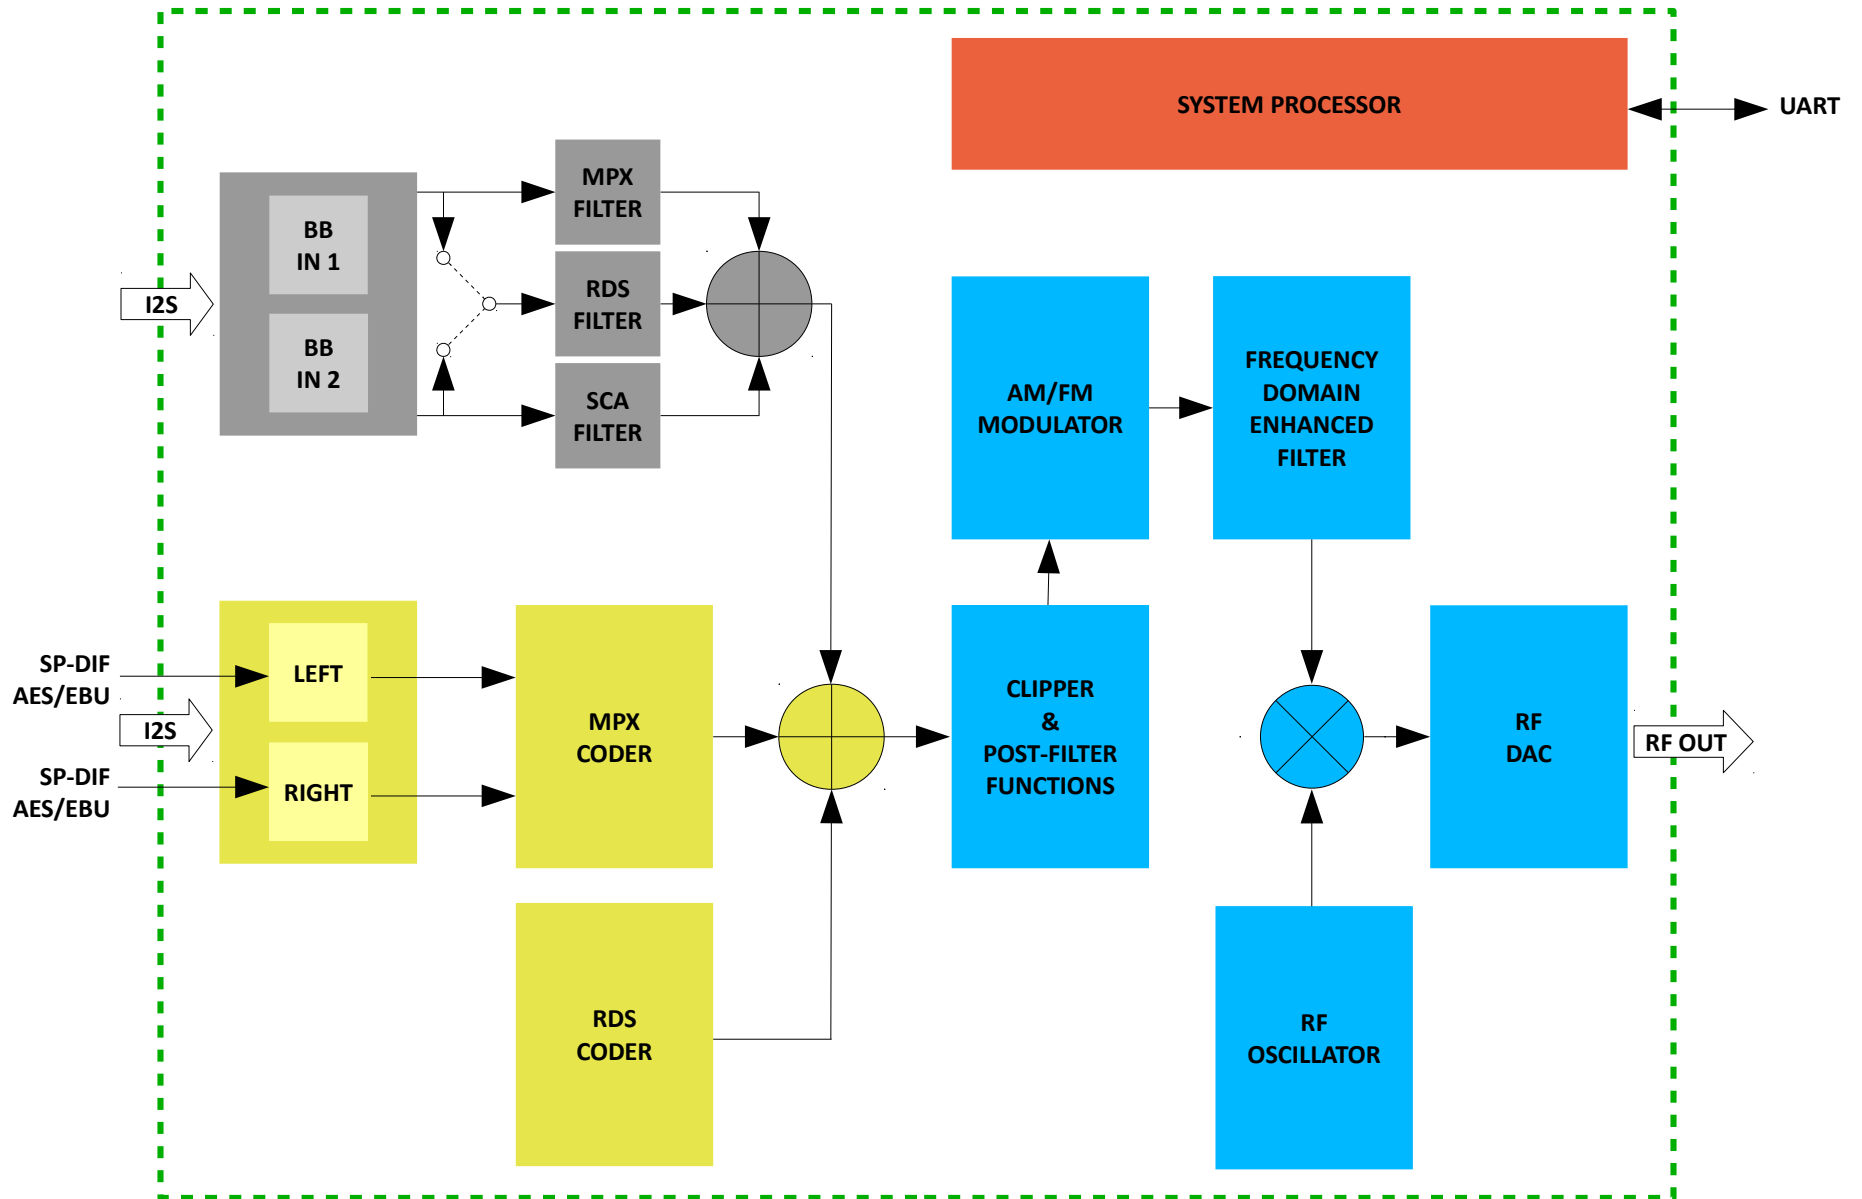 SYSTEM PROCESSOR
UART
MPX
FILTER
BB
IN 1
I2S
RDS
FILTER
BB
IN 2
SCA
FILTER
AM/FM
MODULATOR
FREQUENCY
DOMAIN
ENHANCED
FILTER
SP-DIF
AES/EBU
LEFT
I2S
SP-DIF
AES/EBU
RIGHT
MPX
CODER
CLIPPER
&
POST-FILTER
FUNCTIONS
RF
DAC
RF OUT
RDS
CODER
RF
OSCILLATOR